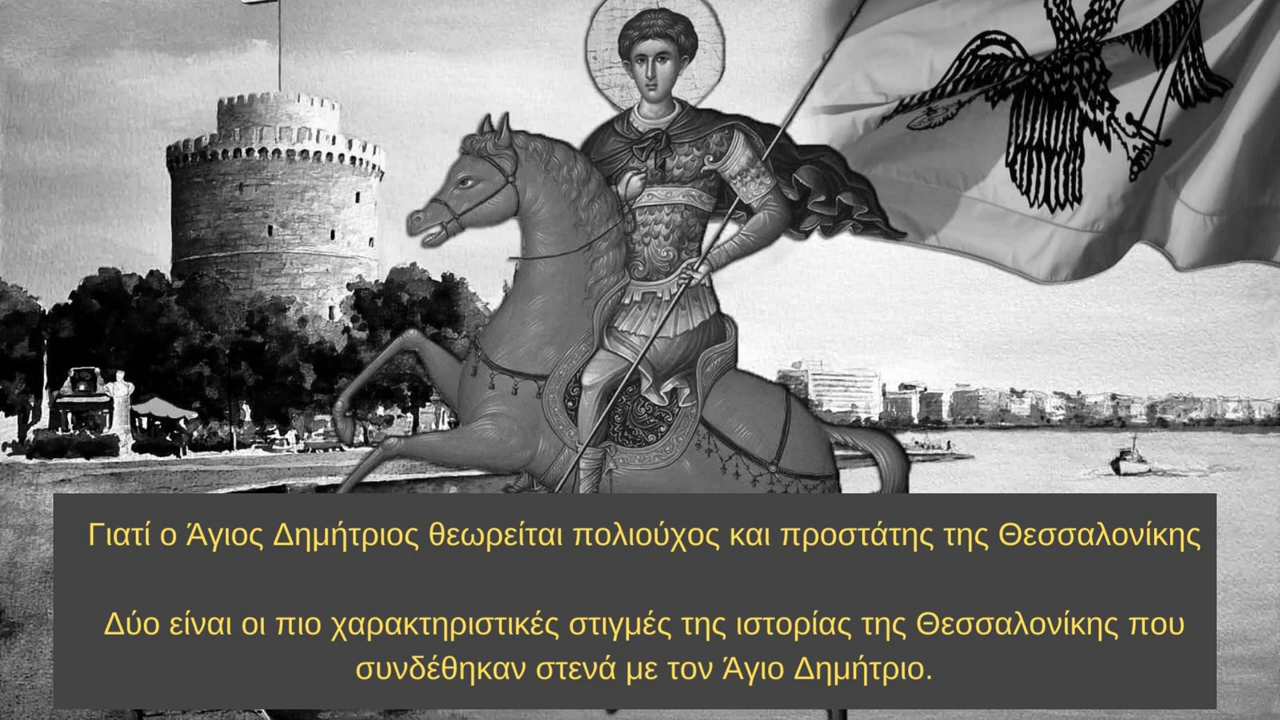 Γιατί ο Άγιος Δημήτριος θεωρείται πολιούχος και προστάτης της Θεσσαλονίκης
Δύο είναι οι πιο χαρακτηριστικές στιγμές της ιστορίας της Θεσσαλονίκης που
συνδέθηκαν στενά με τον Άγιο Δημήτριο.